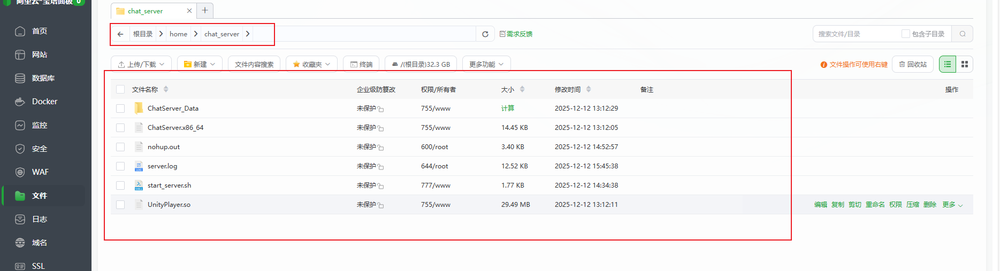 阿里云*宝塔面板 0
首页
网站
数据库
Docker
监控
安全
WAF
文件
日志
域名
SSL
chat_server
根目录 > home > chat_server >
需求反馈
搜索文件/目录 包含子目录
上传/下载 新建 文件内容搜索 收藏夹 终端 /(根目录)32.3 GB 更多功能
文件操作可使用右键 回收站
文件名称 企业级防篡改 权限/所有者 大小 修改时间 备注 操作
ChatServer_Data 未保护 755/www 计算 2025-12-12 13:12:29
ChatServer.x86_64 未保护 755/www 14.45 KB 2025-12-12 13:12:05
nohup.out 未保护 600/root 3.40 KB 2025-12-12 14:52:57
server.log 未保护 644/root 12.52 KB 2025-12-12 15:45:38
start_server.sh 未保护 777/www 1.77 KB 2025-12-12 14:34:38
UnityPlayer.so 未保护 755/www 29.49 MB 2025-12-12 13:12:11 编辑 复制 剪切 重命名 权限 压缩 删除 更多